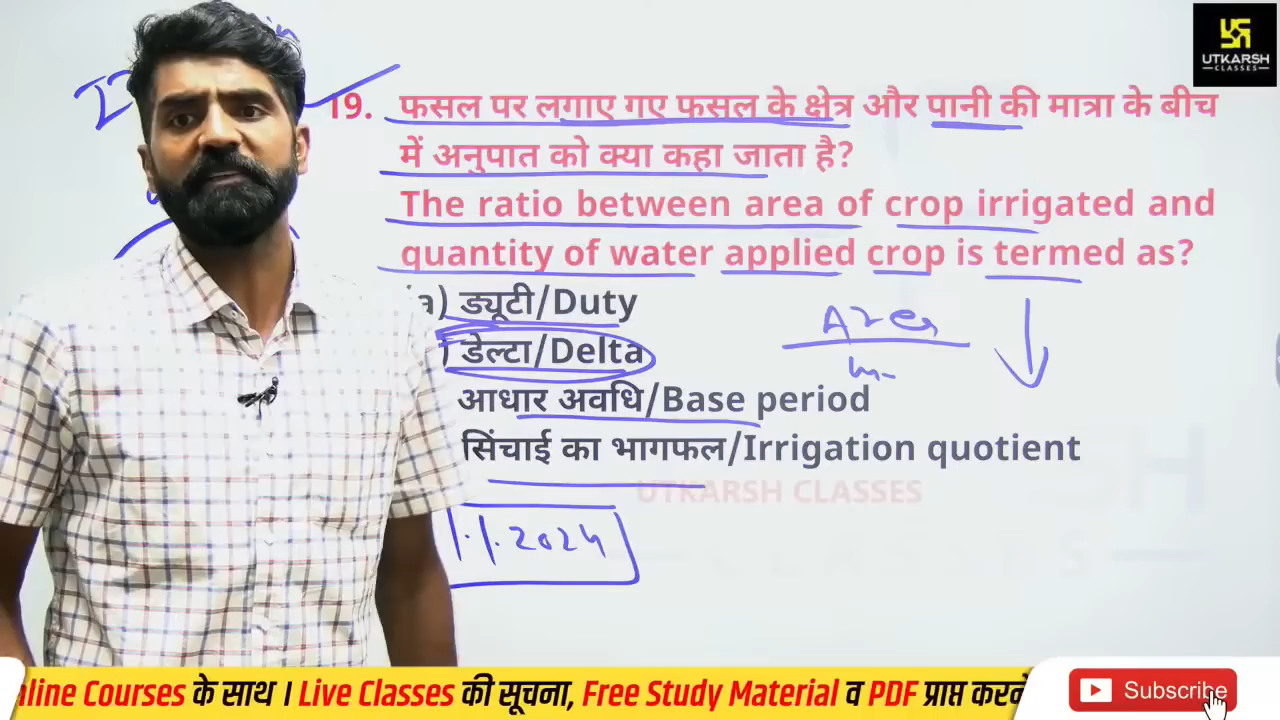 UTKARSH
CLASSES
19. फसल पर लगाए गए फसल के क्षेत्र और पानी की मात्रा के बीच
में अनुपात को क्या कहा जाता है?
The ratio between area of crop irrigated and
quantity of water applied crop is termed as?
a) ड्यूटी/Duty
) डेल्टा/Delta
आधार अवधि/Base period
सिंचाई का भागफल/Irrigation quotient
Area
UTKARSH CLASSES
1.1.2024
nline Courses के साथ । Live Classes की सूचना, Free Study Material व PDF प्राप्त करने
Subscribe